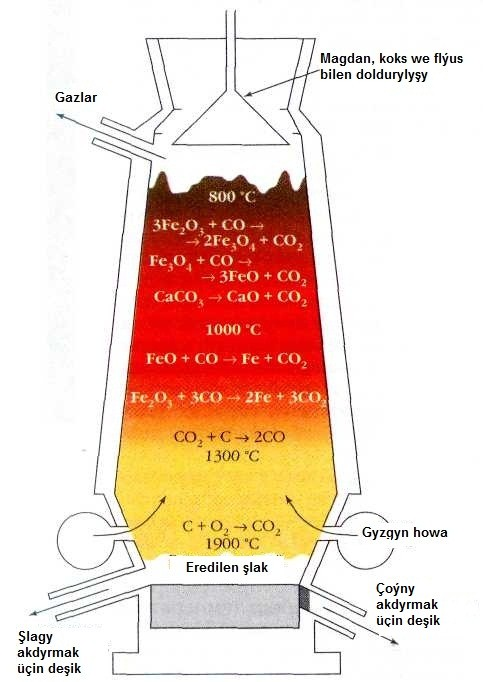 Magdan, koks we flýus
bilen doldurylyşy
Gazlar
800 °C
3Fe₂O₃ + CO →
→ 2Fe₃O₄ + CO₂
Fe₃O₄ + CO →
→ 3FeO + CO₂
CaCO₃ → CaO + CO₂
1000 °C
FeO + CO → Fe + CO₂
Fe₂O₃ + 3CO → 2Fe + 3CO₂
CO₂ + C → 2CO
1300 °C
C + O₂ → CO₂
1900 °C
Gyzgyn howa
Eredilen şlak
Çoýny
akdyrmak
üçin deşik
Şlagy
akdyrmak
üçin deşik